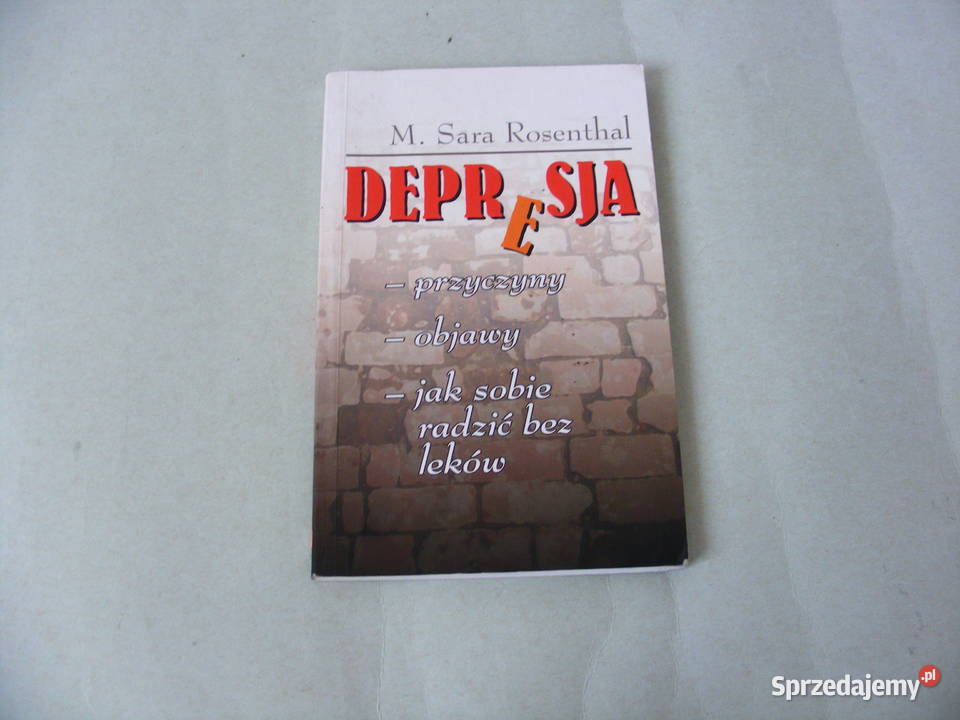 M. Sara Rosenthal
DEPRESJA
– przyczyny
– objawy
– jak sobie
radzić bez
leków
Sprzedajemy.pl